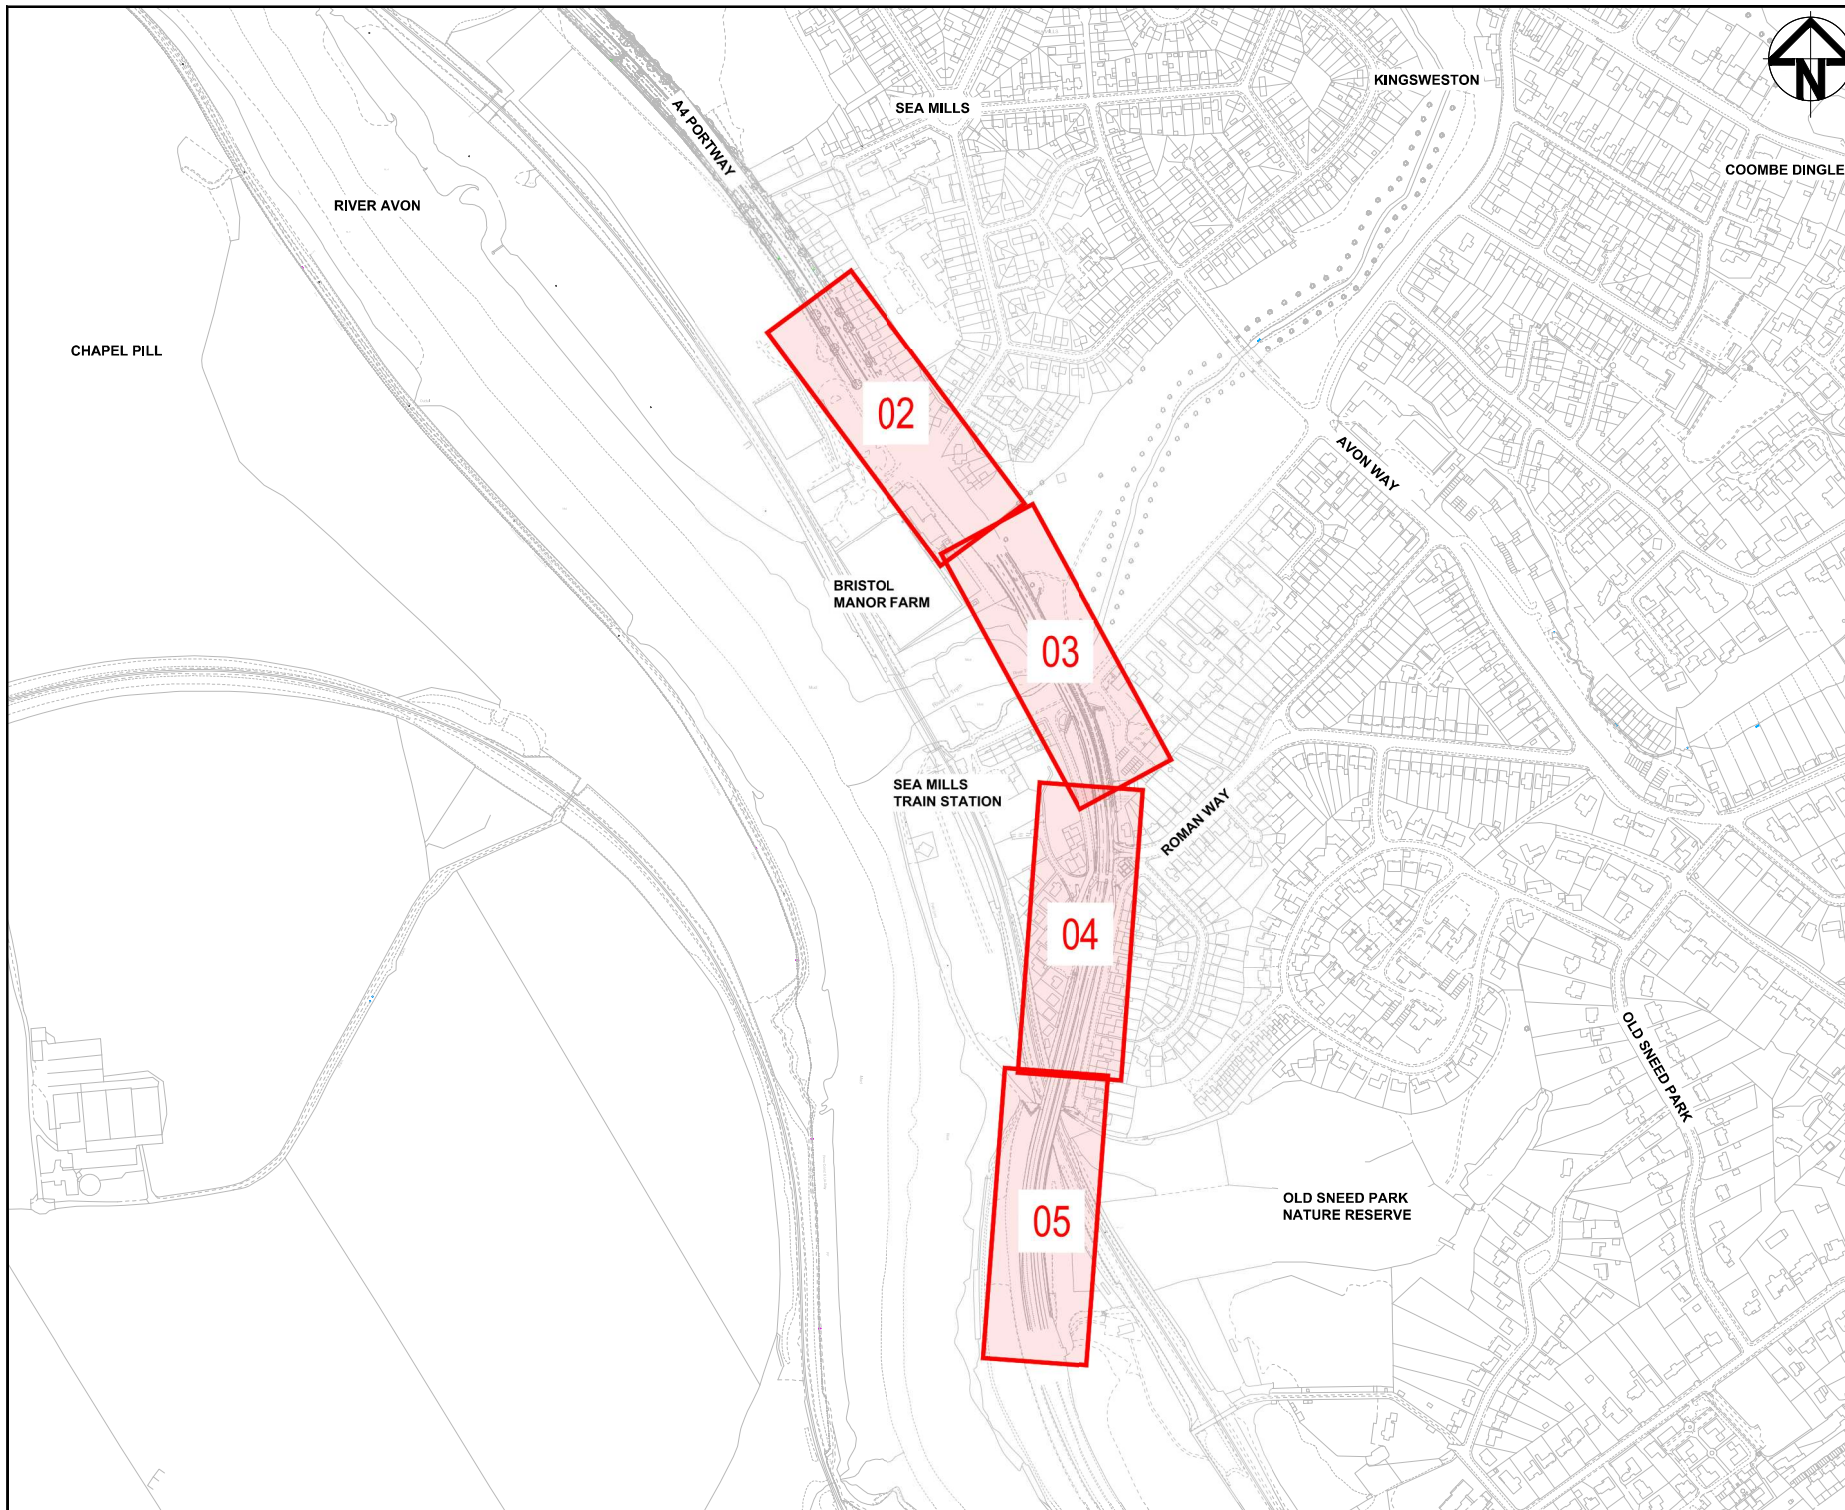 N
KINGSWESTON
SEA MILLS
A4 PORTWAY
COOMBE DINGLE
RIVER AVON
CHAPEL PILL
02
AVON WAY
BRISTOL
MANOR FARM
03
SEA MILLS
TRAIN STATION
ROMAN WAY
04
OLD SNEED PARK
OLD SNEED PARK
NATURE RESERVE
05